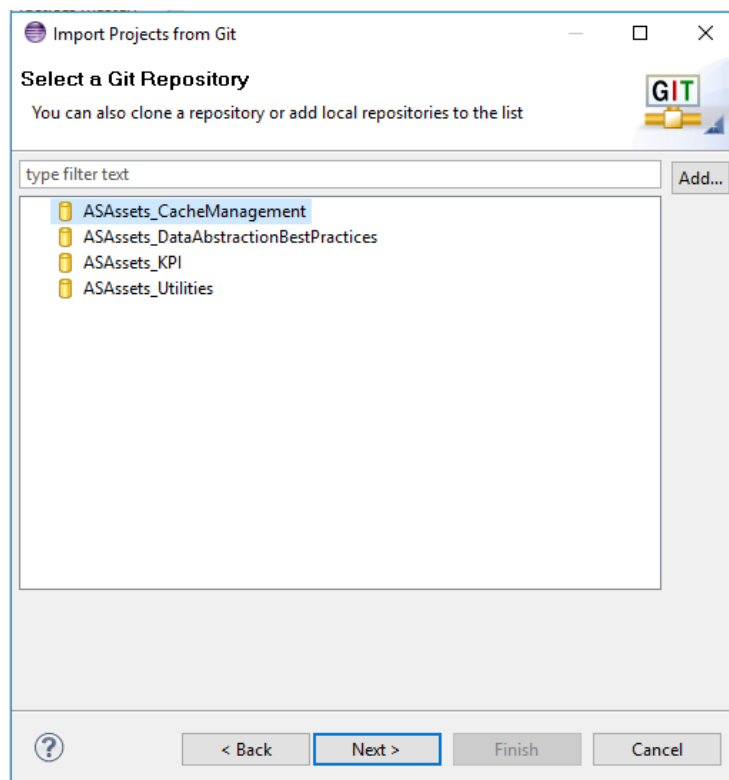 Import Projects from Git
Select a Git Repository
You can also clone a repository or add local repositories to the list
GIT
type filter text
Add...
ASAssets_CacheManagement
ASAssets_DataAbstractionBestPractices
ASAssets_KPI
ASAssets_Utilities
?
< Back
Next >
Finish
Cancel